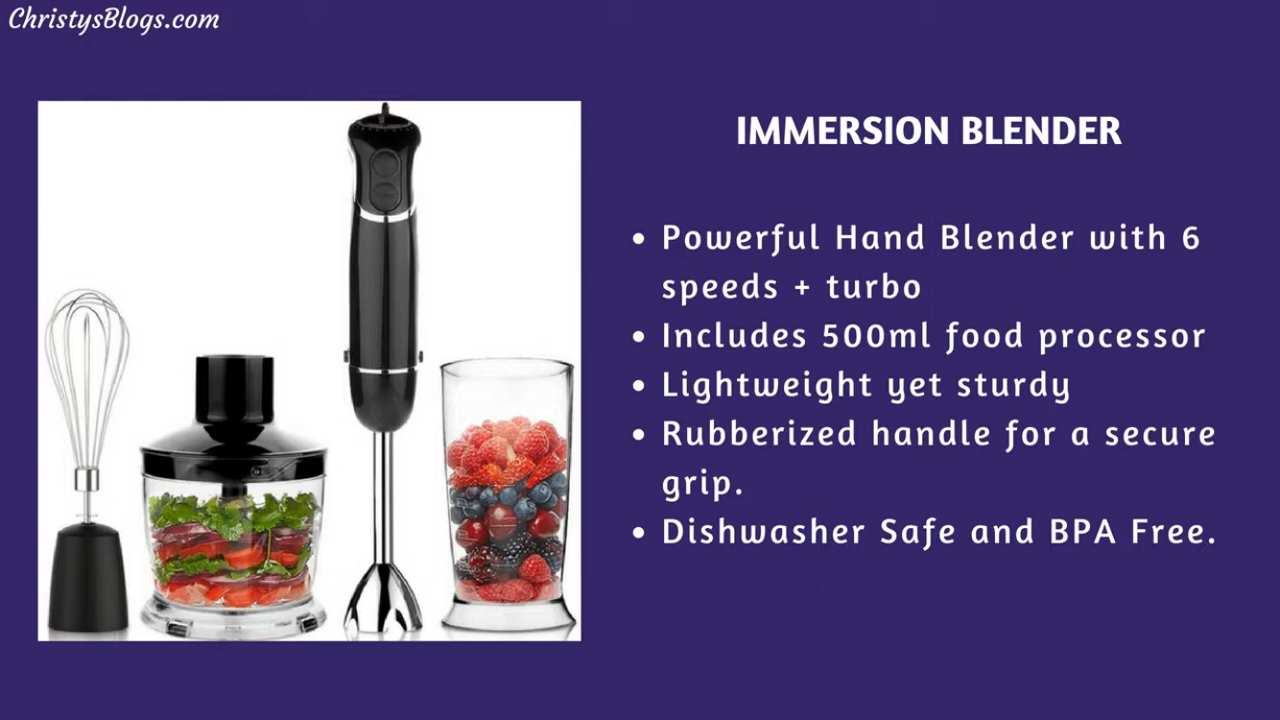 ChristysBlogs.com
IMMERSION BLENDER
• Powerful Hand Blender with 6
speeds + turbo
• Includes 500ml food processor
• Lightweight yet sturdy
• Rubberized handle for a secure
grip.
• Dishwasher Safe and BPA Free.